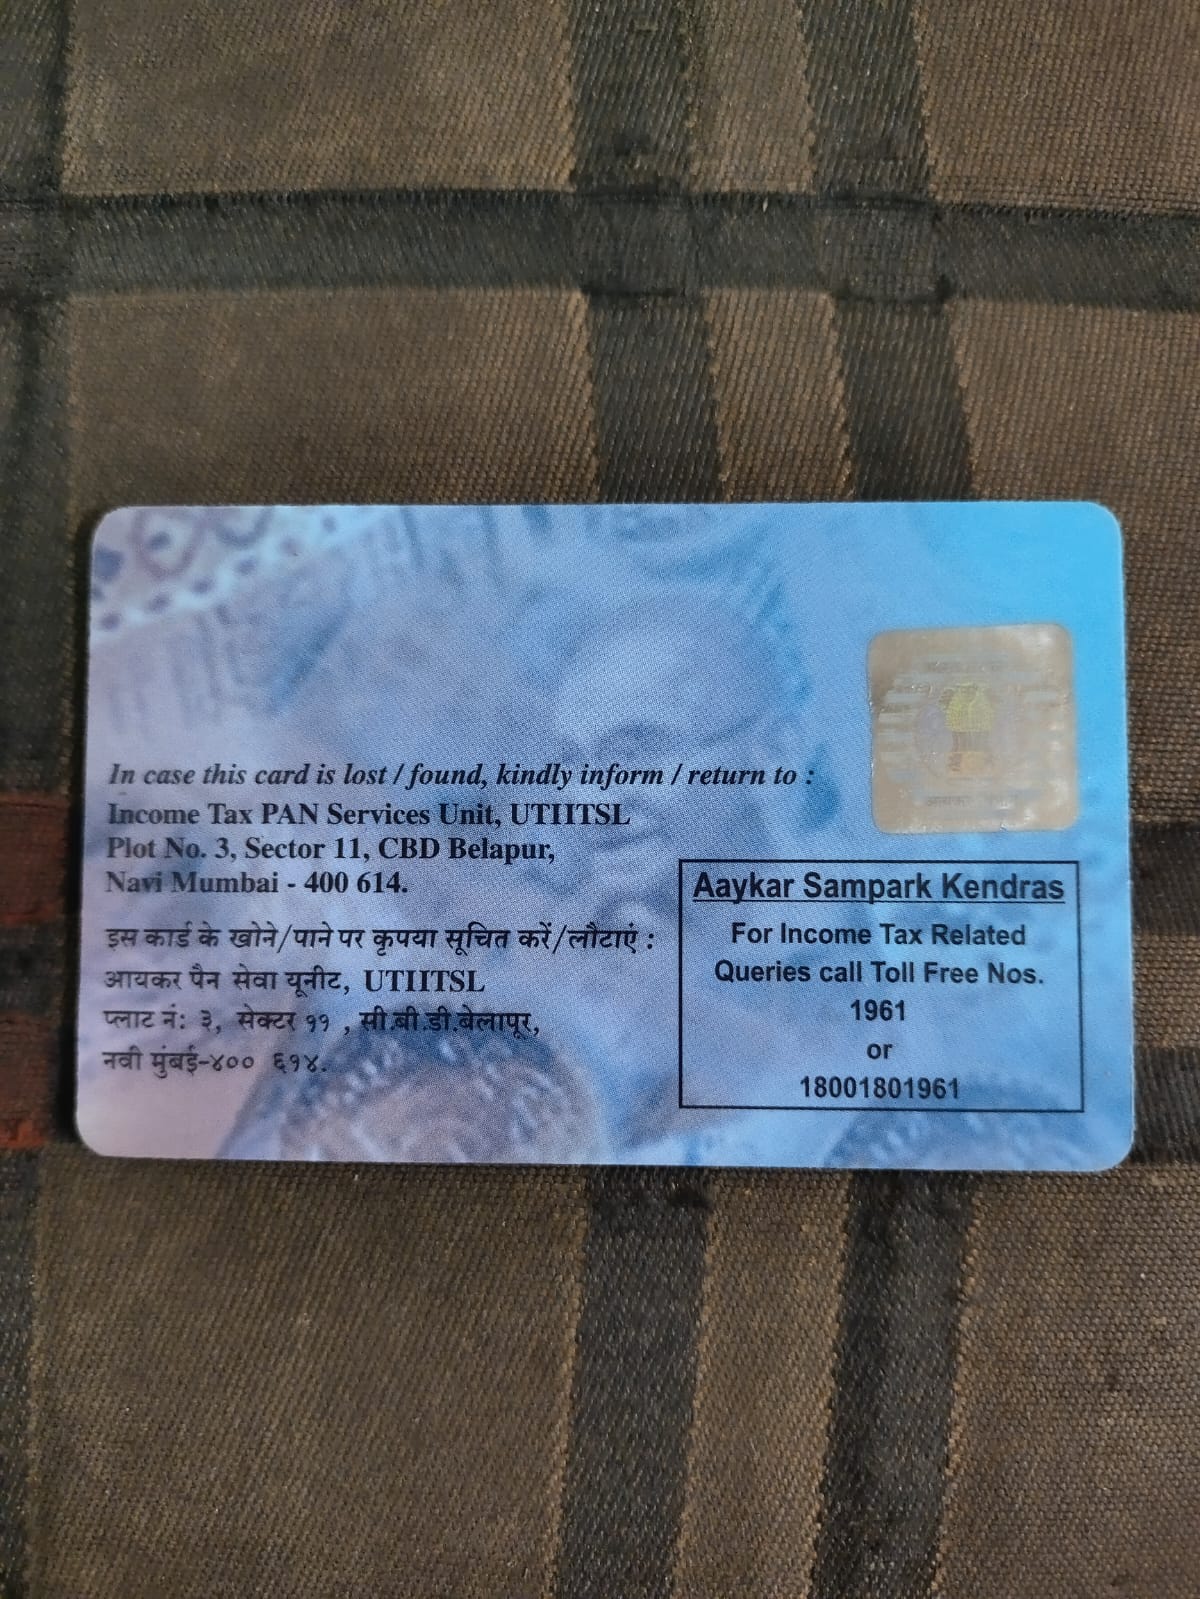 In case this card is lost / found, kindly inform / return to :
Income Tax PAN Services Unit, UTIITSL
Plot No. 3, Sector 11, CBD Belapur,
Navi Mumbai - 400 614.
इस कार्ड के खोने/पाने पर कृपया सूचित करें/लौटाएं :
आयकर पैन सेवा यूनीट, UTIITSL
प्लाट नं: ३, सेक्टर ११ , सी.बी.डी.बेलापूर,
नवी मुंबई-४०० ६१४.
Aaykar Sampark Kendras
For Income Tax Related
Queries call Toll Free Nos.
1961
or
18001801961